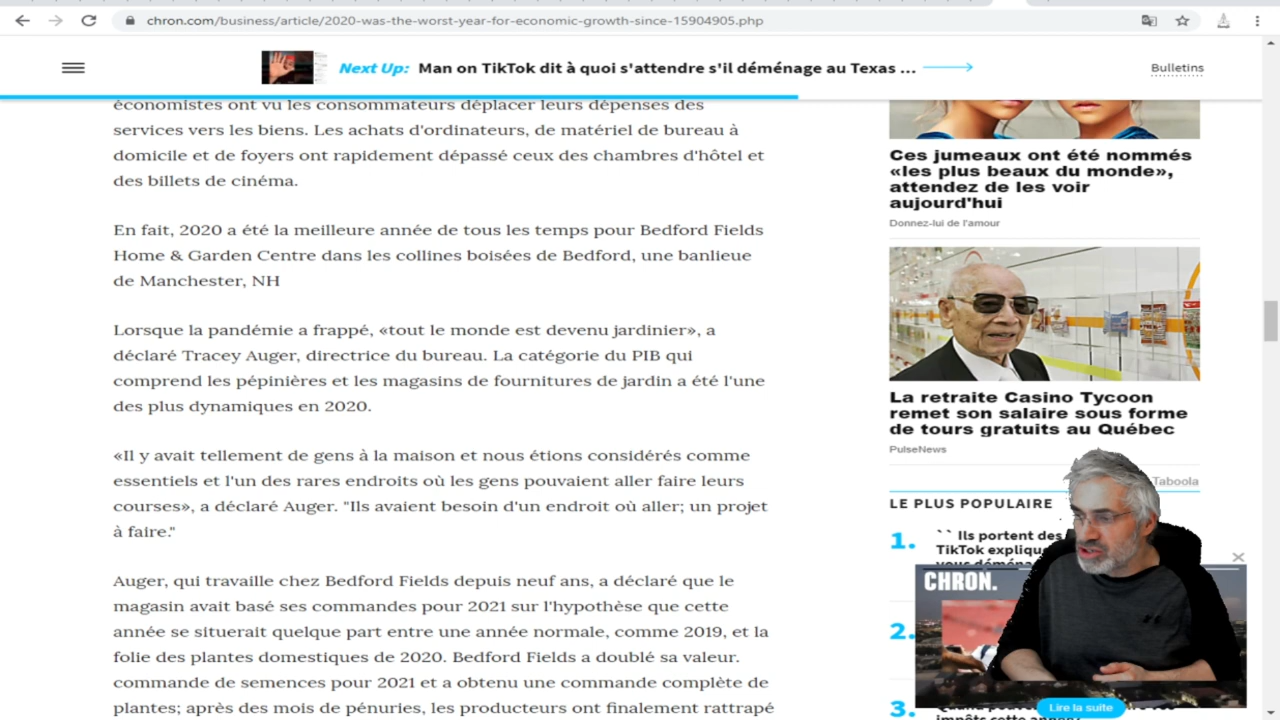 chron.com/business/article/2020-was-the-worst-year-for-economic-growth-since-15904905.php
Next Up: Man on TikTok dit à quoi s'attendre s'il déménage au Texas ...
Bulletins
économistes ont vu les consommateurs déplacer leurs dépenses des
services vers les biens. Les achats d'ordinateurs, de matériel de bureau à
domicile et de foyers ont rapidement dépassé ceux des chambres d'hôtel et
des billets de cinéma.
En fait, 2020 a été la meilleure année de tous les temps pour Bedford Fields
Home & Garden Centre dans les collines boisées de Bedford, une banlieue
de Manchester, NH
Lorsque la pandémie a frappé, «tout le monde est devenu jardinier», a
déclaré Tracey Auger, directrice du bureau. La catégorie du PIB qui
comprend les pépinières et les magasins de fournitures de jardin a été l'une
des plus dynamiques en 2020.
«Il y avait tellement de gens à la maison et nous étions considérés comme
essentiels et l'un des rares endroits où les gens pouvaient aller faire leurs
courses», a déclaré Auger. "Ils avaient besoin d'un endroit où aller; un projet
à faire."
Auger, qui travaille chez Bedford Fields depuis neuf ans, a déclaré que le
magasin avait basé ses commandes pour 2021 sur l'hypothèse que cette
année se situerait quelque part entre une année normale, comme 2019, et la
folie des plantes domestiques de 2020. Bedford Fields a doublé sa valeur.
commande de semences pour 2021 et a obtenu une commande complète de
plantes; après des mois de pénuries, les producteurs ont finalement rattrapé
Ces jumeaux ont été nommés
«les plus beaux du monde»,
attendez de les voir
aujourd'hui
Donnez-lui de l'amour
La retraite Casino Tycoon
remet son salaire sous forme
de tours gratuits au Québec
PulseNews
Taboola
LE PLUS POPULAIRE
1.
`` Ils portent des
TikTok explique
vous déména
2.
3.
impôts cette année?
CHRON.
Lire la suite